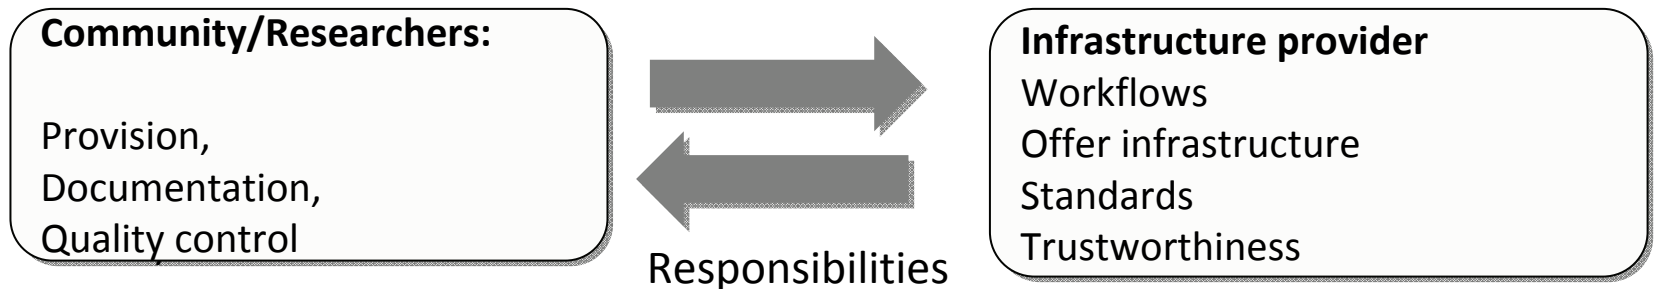 Community/Researchers:
Provision,
Documentation,
Quality control
Responsibilities
Infrastructure provider
Workflows
Offer infrastructure
Standards
Trustworthiness